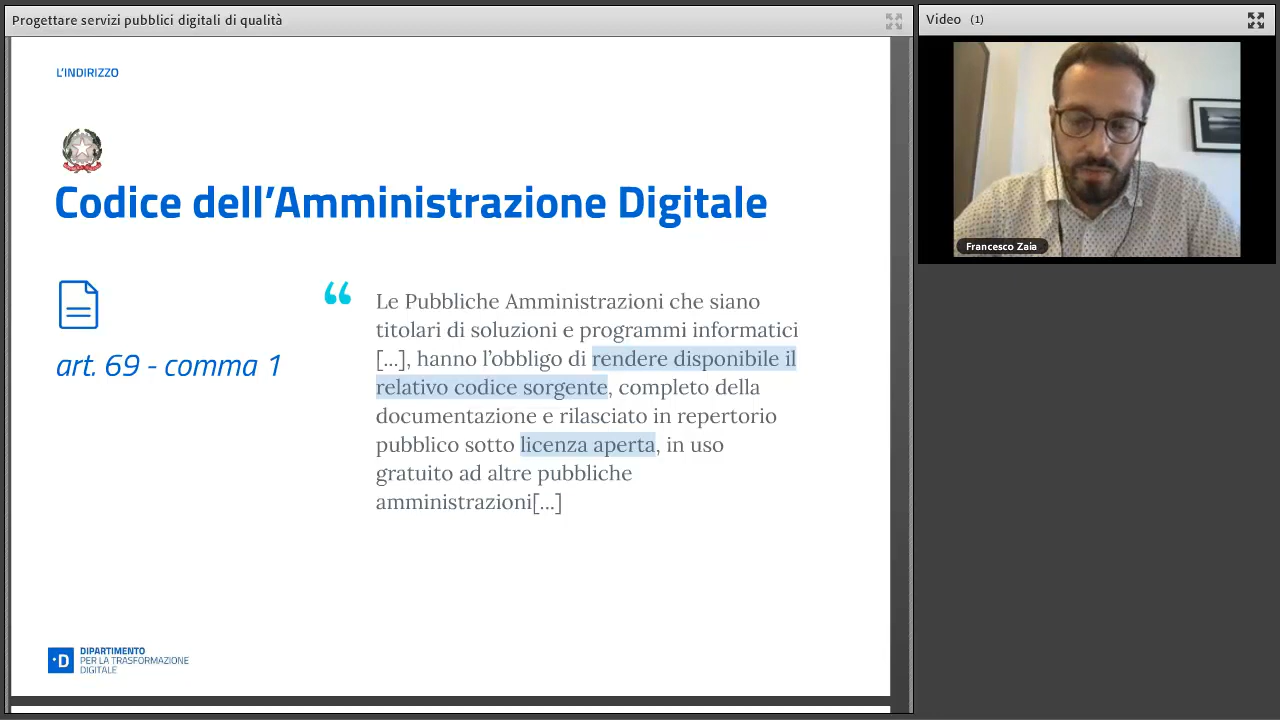 Progettare servizi pubblici digitali di qualità
L'INDIRIZZO
Codice dell'Amministrazione Digitale
art. 69 - comma 1
“
Le Pubbliche Amministrazioni che siano
titolari di soluzioni e programmi informatici
[...], hanno l'obbligo di rendere disponibile il
relativo codice sorgente, completo della
documentazione e rilasciato in repertorio
pubblico sotto licenza aperta, in uso
gratuito ad altre pubbliche
amministrazioni[...]
·D
DIPARTIMENTO
PER LA TRASFORMAZIONE
DIGITALE
Video (1)
Francesco Zaia